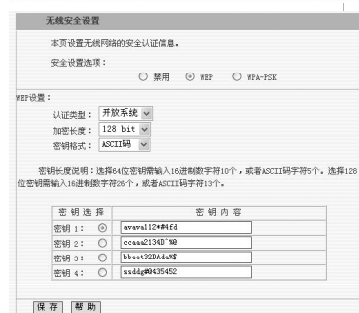 无线安全设置
本页设置无线网络的安全认证信息。
安全设置选项：
禁用 WEP WPA-PSK
WEP设置：
认证类型： 开放系统
加密长度： 128 bit
密钥格式： ASCII码
密钥长度说明：选择64位密钥需输入16进制数字符10个，或者ASCII码字符5个。选择128
位密钥需输入16进制数字符26个，或者ASCII码字符13个。
密钥选择 密钥内容
密钥 1：
密钥 2：
密钥 3：
密钥 4： ssddg#0435452
保存 帮助